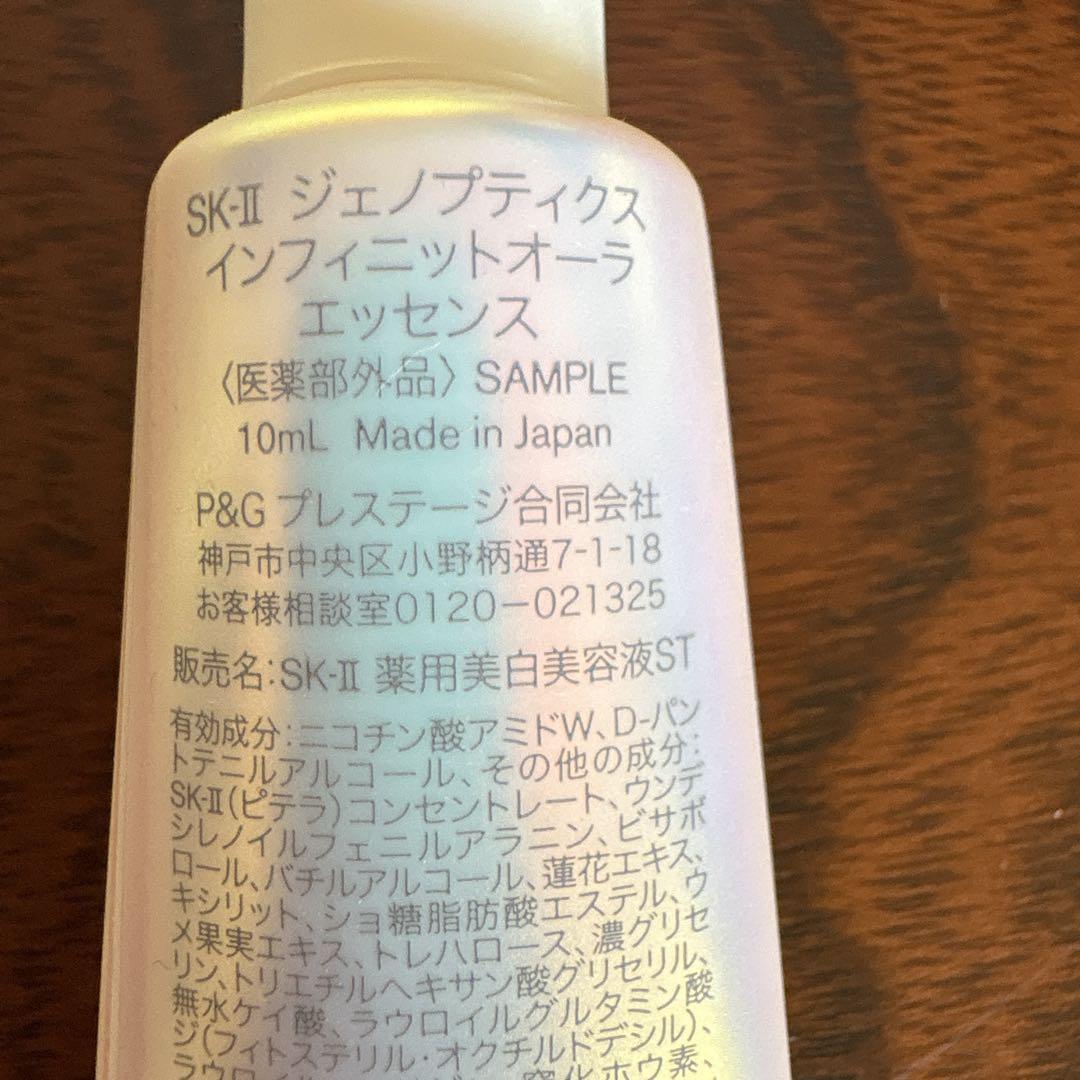 SK-Ⅱ ジェノプティクス
インフィニットオーラ
エッセンス
〈医薬部外品〉 SAMPLE
10mL Made in Japan
P&G プレステージ合同会社
神戸市中央区小野柄通7-1-18
お客様相談室0120-021325
販売名:SK-Ⅱ 薬用美白美容液ST
有効成分:ニコチン酸アミドW、D-パン
トテニルアルコール、その他の成分:
SK-Ⅱ(ピテラ)コンセントレート、ウンデ
シレノイルフェニルアラニン、ビサボ
ロール、バチルアルコール、蓮花エキス、
キシリット、ショ糖脂肪酸エステル、ウ
メ果実エキス、トレハロース、濃グリセ
リン、トリエチルヘキサン酸グリセリル、
無水ケイ酸、ラウロイルグルタミン酸
ジ(フィトステリル・オクチルドデシル)、
ラウロイル
窒化ホウ素、